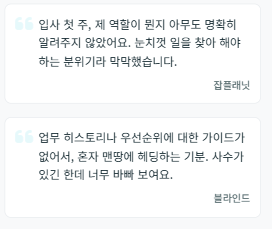 입사 첫 주, 제 역할이 뭔지 아무도 명확히
알려주지 않았어요. 눈치껏 일을 찾아 해야
하는 분위기라 막막했습니다.
잡플래닛
업무 히스토리나 우선순위에 대한 가이드가
없어서, 혼자 맨땅에 헤딩하는 기분. 사수가
있긴 한데 너무 바빠 보여요.
블라인드